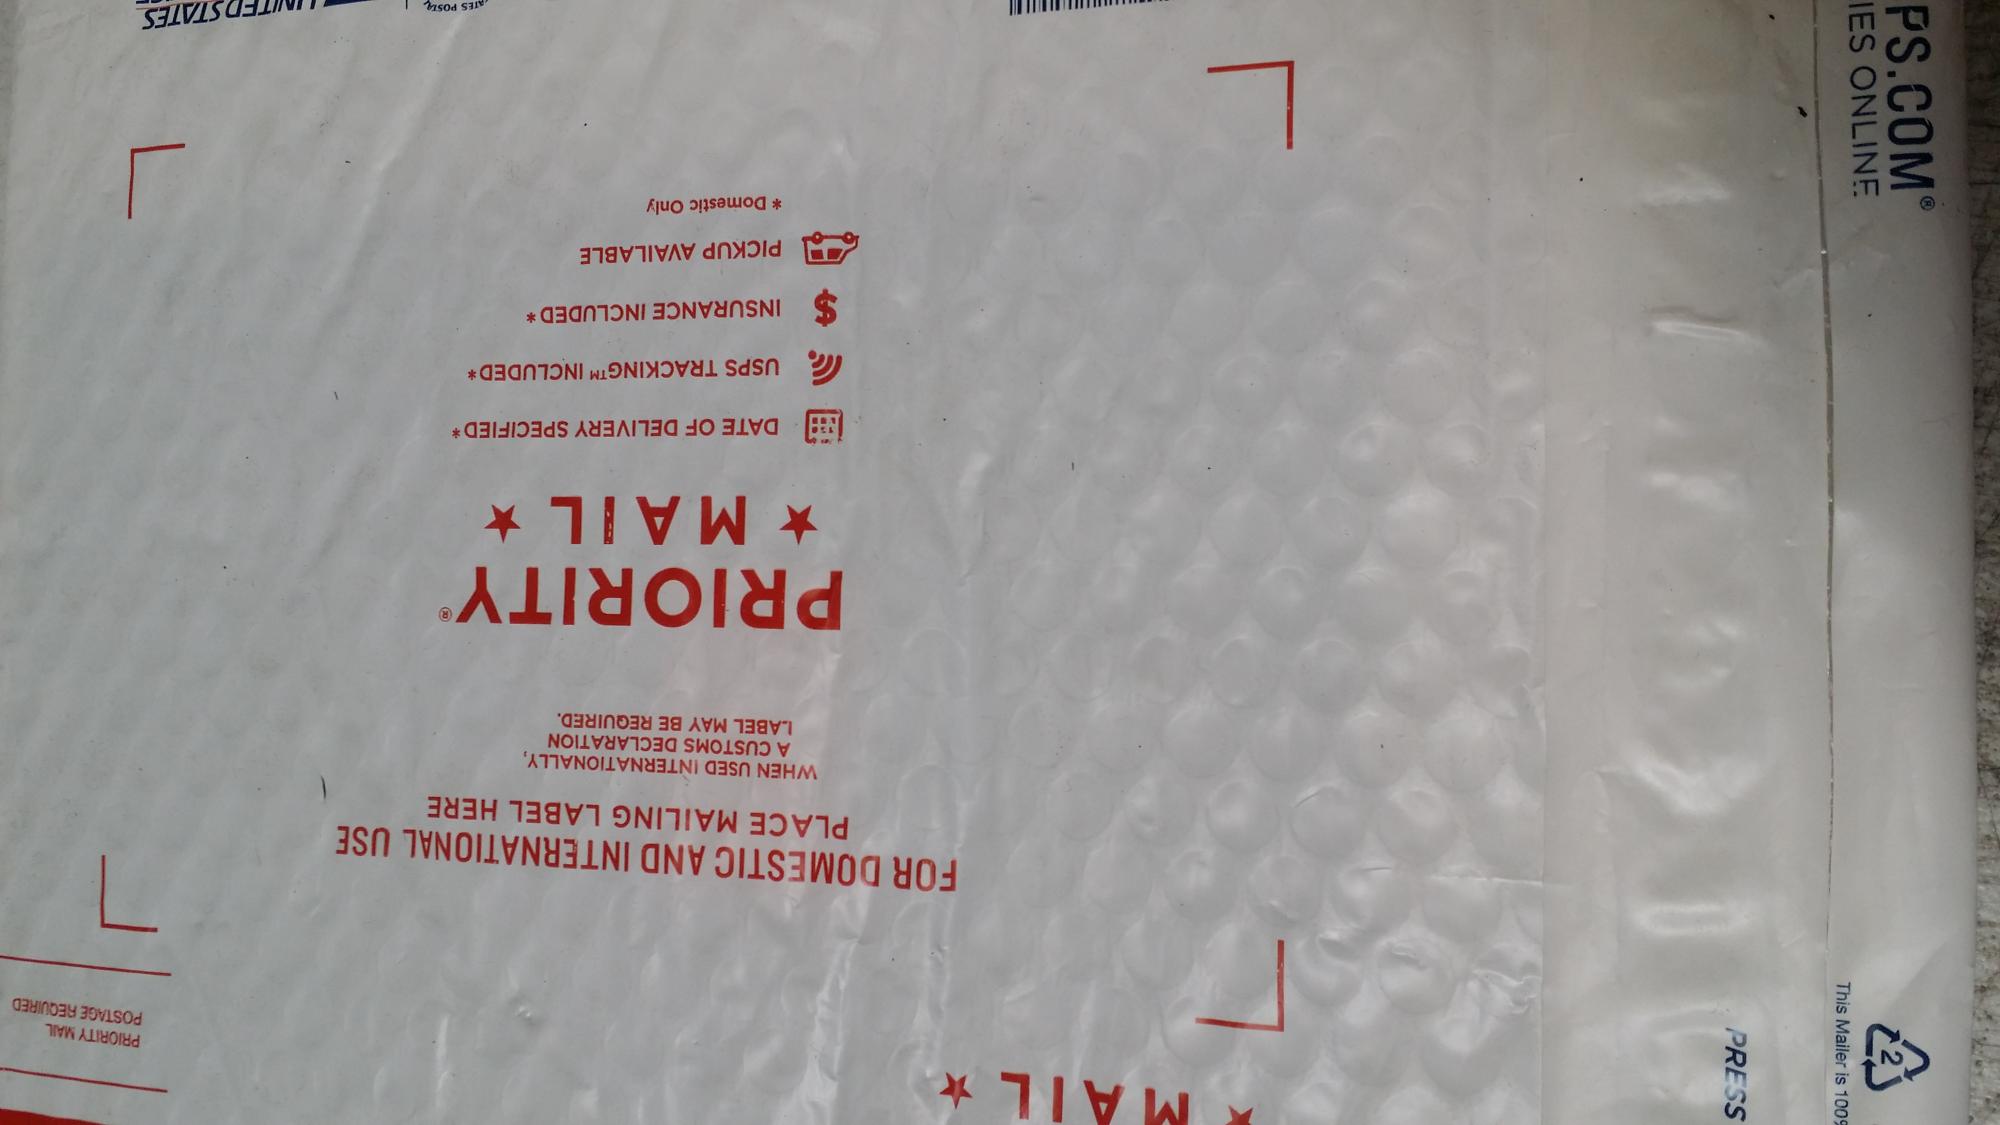 ★ MAIL ★
PRIORITY MAIL
POSTAGE REQUIRED
FOR DOMESTIC AND INTERNATIONAL USE
PLACE MAILING LABEL HERE
WHEN USED INTERNATIONALLY,
A CUSTOMS DECLARATION
LABEL MAY BE REQUIRED.
PRIORITY®
★ MAIL ★
DATE OF DELIVERY SPECIFIED*
USPS TRACKING™ INCLUDED*
$ INSURANCE INCLUDED*
PICKUP AVAILABLE
* Domestic Only
UNITED STATES
PS.COM®
IES ONLINE.
This Mailer is 100%
2
PRESS